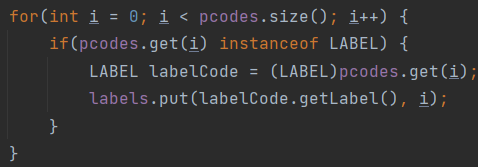 for(int i = 0; i < pcodes.size(); i++) {
    if(pcodes.get(i) instanceof LABEL) {
        LABEL labelCode = (LABEL)pcodes.get(i);
        labels.put(labelCode.getLabel(), i);
    }
}